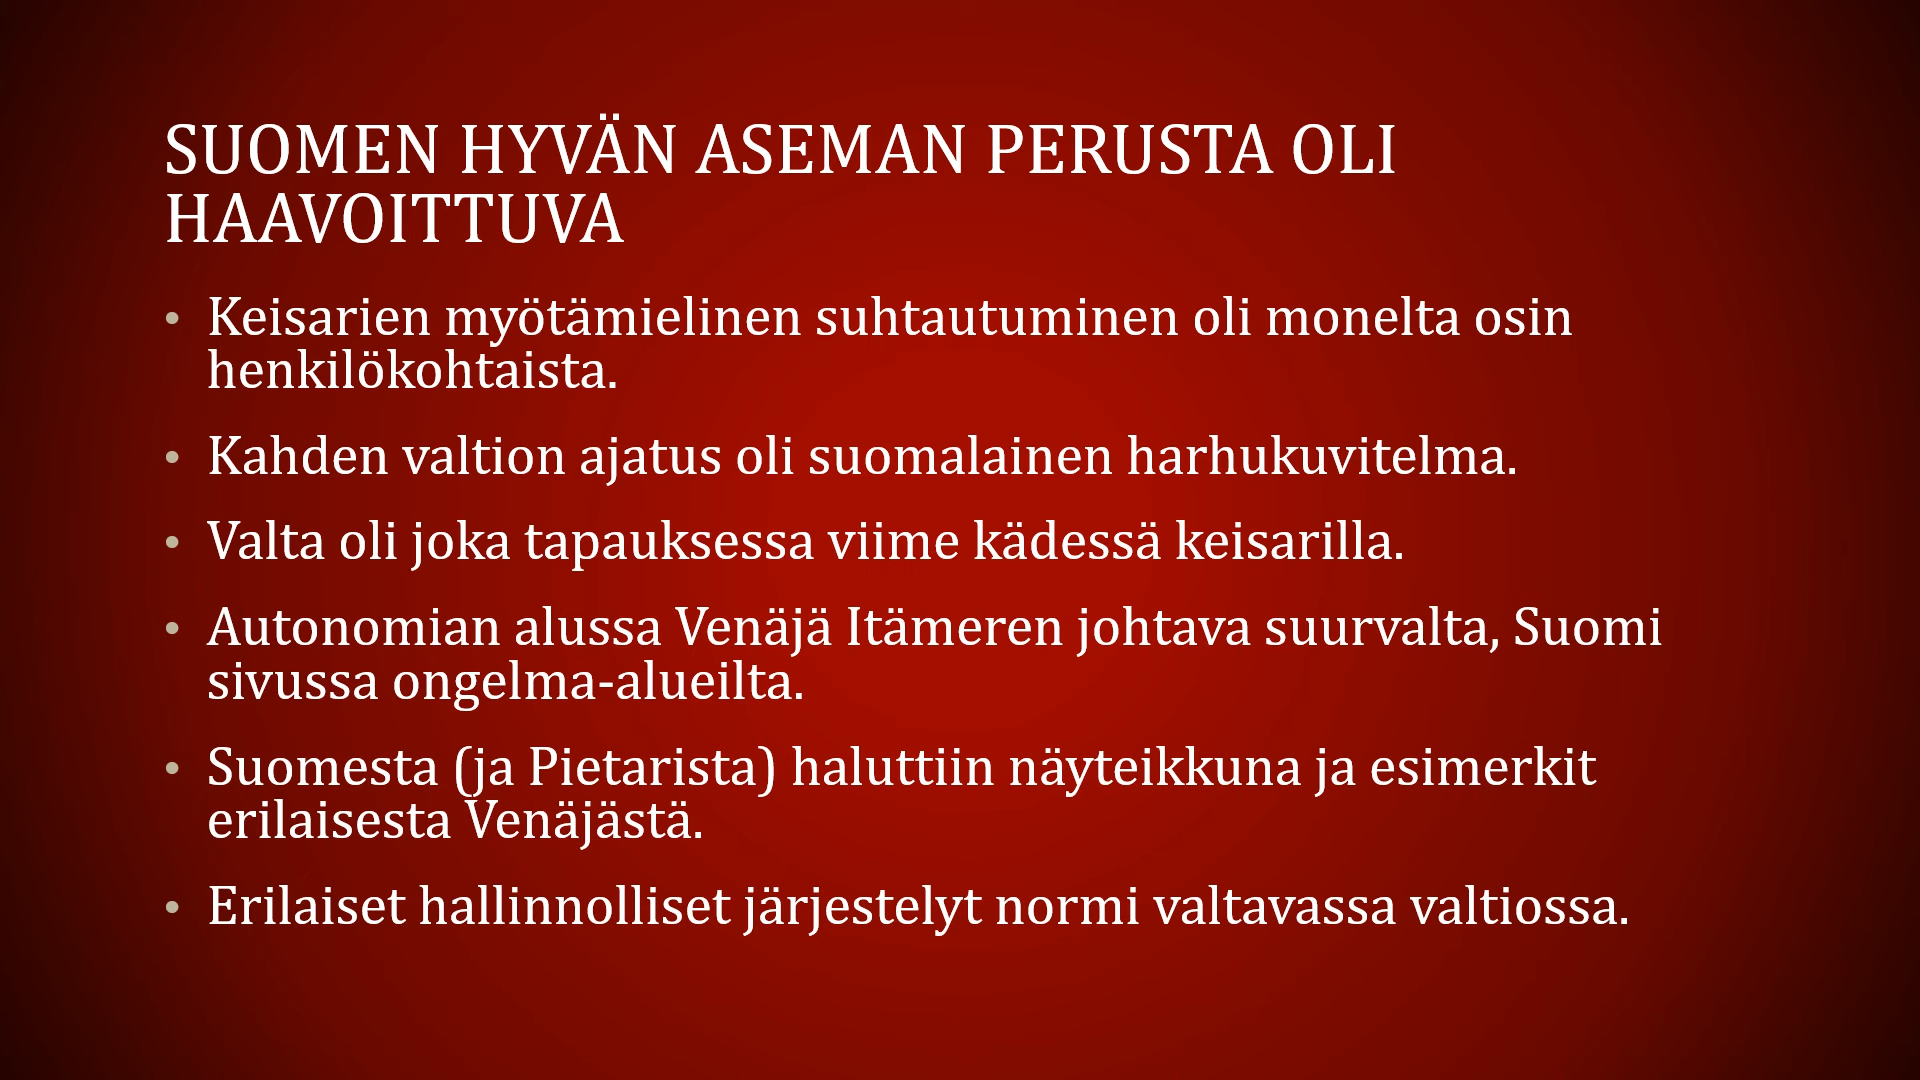 SUOMEN HYVÄN ASEMAN PERUSTA OLI
HAAVOITTUVA
• Keisarien myötämielinen suhtautuminen oli monelta osin
henkilökohtaista.
• Kahden valtion ajatus oli suomalainen harhukuvitelma.
• Valta oli joka tapauksessa viime kädessä keisarilla.
• Autonomian alussa Venäjä Itämeren johtava suurvalta, Suomi
sivussa ongelma-alueilta.
• Suomesta (ja Pietarista) haluttiin näyteikkuna ja esimerkit
erilaisesta Venäjästä.
• Erilaiset hallinnolliset järjestelyt normi valtavassa valtiossa.